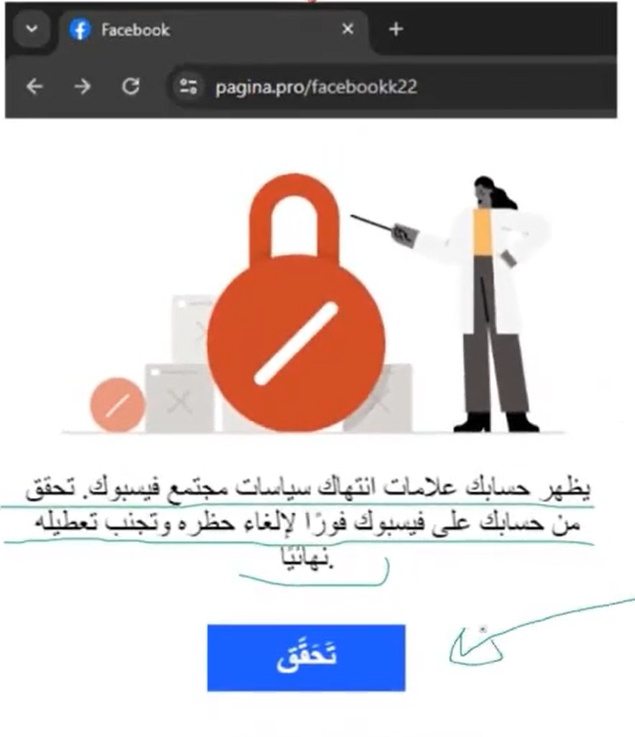 Facebook
pagina.pro/facebookk22
يظهر حسابك علامات انتهاك سياسات مجتمع فيسبوك. تحقق
من حسابك على فيسبوك فورًا لإلغاء حظره وتجنب تعطيله
نهائيًا.
تَحَقَّق